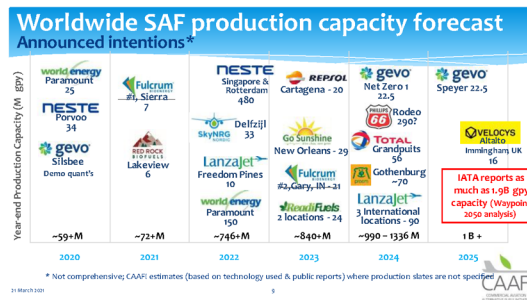 Worldwide SAF production capacity forecast
Announced intentions*
Year-end Production Capacity (M gpy)
world energy
Paramount
25
NESTE
Porvoo
34
gevo
Silsbee
Demo quant's
Fulcrum
#1, Sierra
7
RED ROCK
BIOFUELS
Lakeview
6
NESTE
Singapore &
Rotterdam
480
SkyNRG
Delfzijl
33
LanzaJet
Freedom Pines
10
world energy
Paramount
150
REPSOL
Cartagena - 20
Go Sunshine
New Orleans - 29
Fulcrum
#2, Gary, IN - 21
ReadiFuels
2 locations - 24
gevo
Net Zero 1
22.5
PHILLIPS
66
Rodeo
290?
TOTAL
Grandpuits
56
Gothenburg
~70
LanzaJet
3 International
locations - 90
gevo
Speyer 22.5
VELOCYS
Altalto
Immingham, UK
16
IATA reports as
much as 1.9B gpy
capacity (Waypoint
2050 analysis)
~59+M
~72+M
~746+M
~840+M
~990 – 1336 M
1 B +
2020
2021
2022
2023
2024
2025
* Not comprehensive; CAAFI estimates (based on technology used & public reports) where production slates are not specified
21 March 2021
5
CAAF